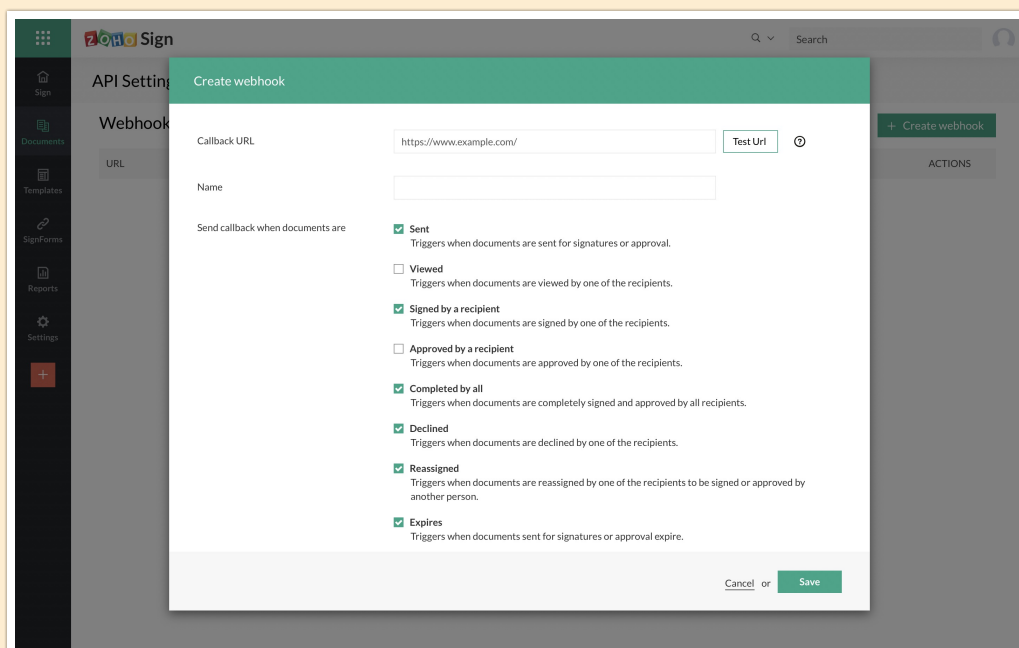 ZOHO Sign
Search
Sign
Documents
Templates
SignForms
Reports
Settings
API Setting
Webhook
+ Create webhook
URL
ACTIONS
Create webhook
Callback URL
https://www.example.com/
Test Url
Name
Send callback when documents are
Sent
Triggers when documents are sent for signatures or approval.
Viewed
Triggers when documents are viewed by one of the recipients.
Signed by a recipient
Triggers when documents are signed by one of the recipients.
Approved by a recipient
Triggers when documents are approved by one of the recipients.
Completed by all
Triggers when documents are completely signed and approved by all recipients.
Declined
Triggers when documents are declined by one of the recipients.
Reassigned
Triggers when documents are reassigned by one of the recipients to be signed or approved by
another person.
Expires
Triggers when documents sent for signatures or approval expire.
Cancel or Save